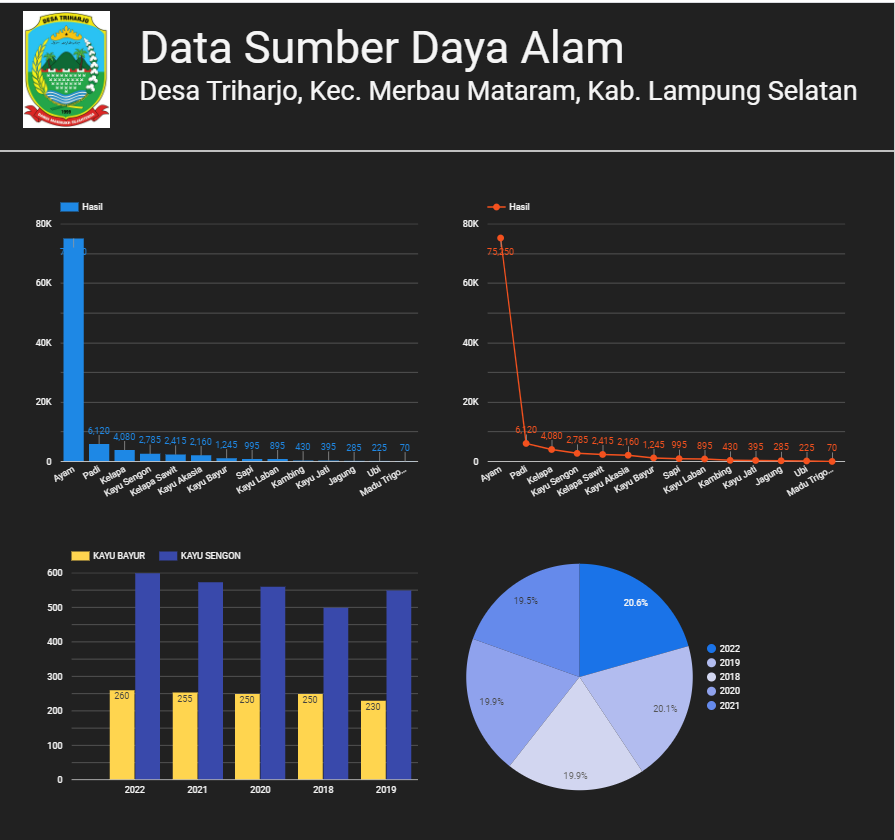 DESA TRIHARJO
Data Sumber Daya Alam
Desa Triharjo, Kec. Merbau Mataram, Kab. Lampung Selatan
Hasil
80K
60K
40K
20K
0
6,120
4,080
2,785
2,415
2,160
1,245
995
895
430
395
285
225
70
Ayam
Padi
Kelapa
Kayu Sengon
Kelapa Sawit
Kayu Akasia
Kayu Bayur
Sapi
Kayu Laban
Kambing
Kayu Jati
Jagung
Ubi
Madu Trigo...
Hasil
80K
60K
40K
20K
0
75,250
6,120
4,080
2,785
2,415
2,160
1,245
995
895
430
395
285
225
70
Ayam
Padi
Kelapa
Kayu Sengon
Kelapa Sawit
Kayu Akasia
Kayu Bayur
Sapi
Kayu Laban
Kambing
Kayu Jati
Jagung
Ubi
Madu Trigo...
KAYU BAYUR KAYU SENGON
600
500
400
300
200
100
0
260
255
250
250
230
2022 2021 2020 2018 2019
20.6%
20.1%
19.9%
19.9%
19.5%
2022
2019
2018
2020
2021